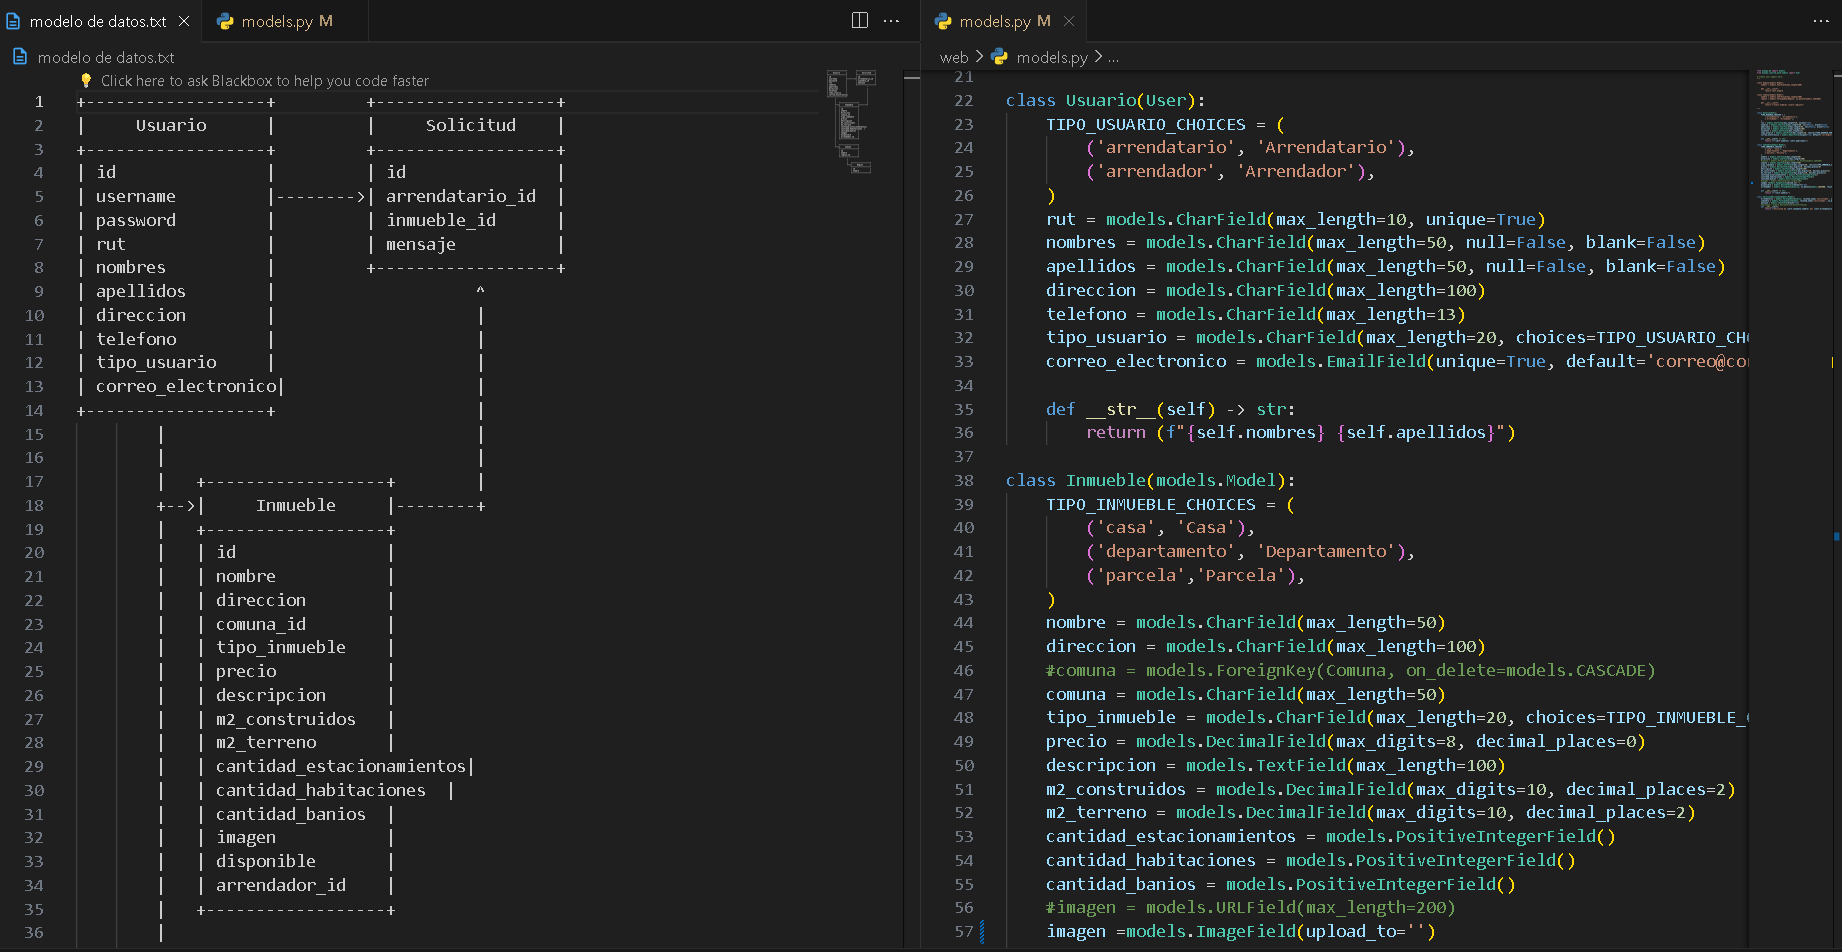 modelo de datos.txt
models.py M
modelo de datos.txt
Click here to ask Blackbox to help you code faster
1 +------------------+         +------------------+
2 |     Usuario      |         |     Solicitud    |
3 +------------------+         +------------------+
4 | id               |         | id               |
5 | username         |-------->| arrendatario_id  |
6 | password         |         | inmueble_id      |
7 | rut              |         | mensaje          |
8 | nombres          |         +------------------+
9 | apellidos        |                    ^
10 | direccion        |                    |
11 | telefono         |                    |
12 | tipo_usuario     |                    |
13 | correo_electronico|                   |
14 +------------------+                    |
15         |                               |
16         |                               |
17         |   +------------------+        |
18         +-->|     Inmueble     |--------+
19         |   +------------------+
20         |   | id               |
21         |   | nombre           |
22         |   | direccion        |
23         |   | comuna_id        |
24         |   | tipo_inmueble    |
25         |   | precio           |
26         |   | descripcion      |
27         |   | m2_construidos   |
28         |   | m2_terreno       |
29         |   | cantidad_estacionamientos|
30         |   | cantidad_habitaciones  |
31         |   | cantidad_banios  |
32         |   | imagen           |
33         |   | disponible       |
34         |   | arrendador_id    |
35         |   +------------------+
36         |
models.py M
web > models.py > ...
21
22 class Usuario(User):
23     TIPO_USUARIO_CHOICES = (
24         ('arrendatario', 'Arrendatario'),
25         ('arrendador', 'Arrendador'),
26     )
27     rut = models.CharField(max_length=10, unique=True)
28     nombres = models.CharField(max_length=50, null=False, blank=False)
29     apellidos = models.CharField(max_length=50, null=False, blank=False)
30     direccion = models.CharField(max_length=100)
31     telefono = models.CharField(max_length=13)
32     tipo_usuario = models.CharField(max_length=20, choices=TIPO_USUARIO_CH
33     correo_electronico = models.EmailField(unique=True, default='correo@co
34
35     def __str__(self) -> str:
36         return (f"{self.nombres} {self.apellidos}")
37
38 class Inmueble(models.Model):
39     TIPO_INMUEBLE_CHOICES = (
40         ('casa', 'Casa'),
41         ('departamento', 'Departamento'),
42         ('parcela','Parcela'),
43     )
44     nombre = models.CharField(max_length=50)
45     direccion = models.CharField(max_length=100)
46     #comuna = models.ForeignKey(Comuna, on_delete=models.CASCADE)
47     comuna = models.CharField(max_length=50)
48     tipo_inmueble = models.CharField(max_length=20, choices=TIPO_INMUEBLE_
49     precio = models.DecimalField(max_digits=8, decimal_places=0)
50     descripcion = models.TextField(max_length=100)
51     m2_construidos = models.DecimalField(max_digits=10, decimal_places=2)
52     m2_terreno = models.DecimalField(max_digits=10, decimal_places=2)
53     cantidad_estacionamientos = models.PositiveIntegerField()
54     cantidad_habitaciones = models.PositiveIntegerField()
55     cantidad_banios = models.PositiveIntegerField()
56     #imagen = models.URLField(max_length=200)
57     imagen =models.ImageField(upload_to='')